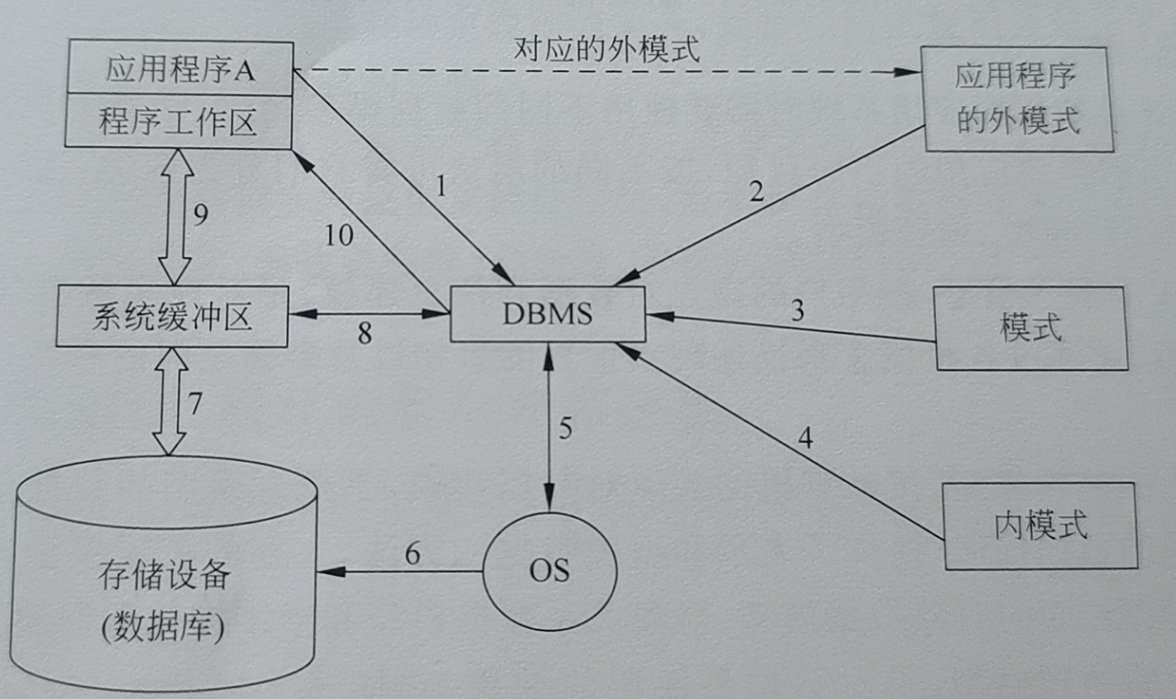 对应的外模式
应用程序A
程序工作区
应用程序
的外模式
1
2
9
10
系统缓冲区
8
DBMS
3
模式
7
5
4
内模式
6
OS
存储设备
(数据库)